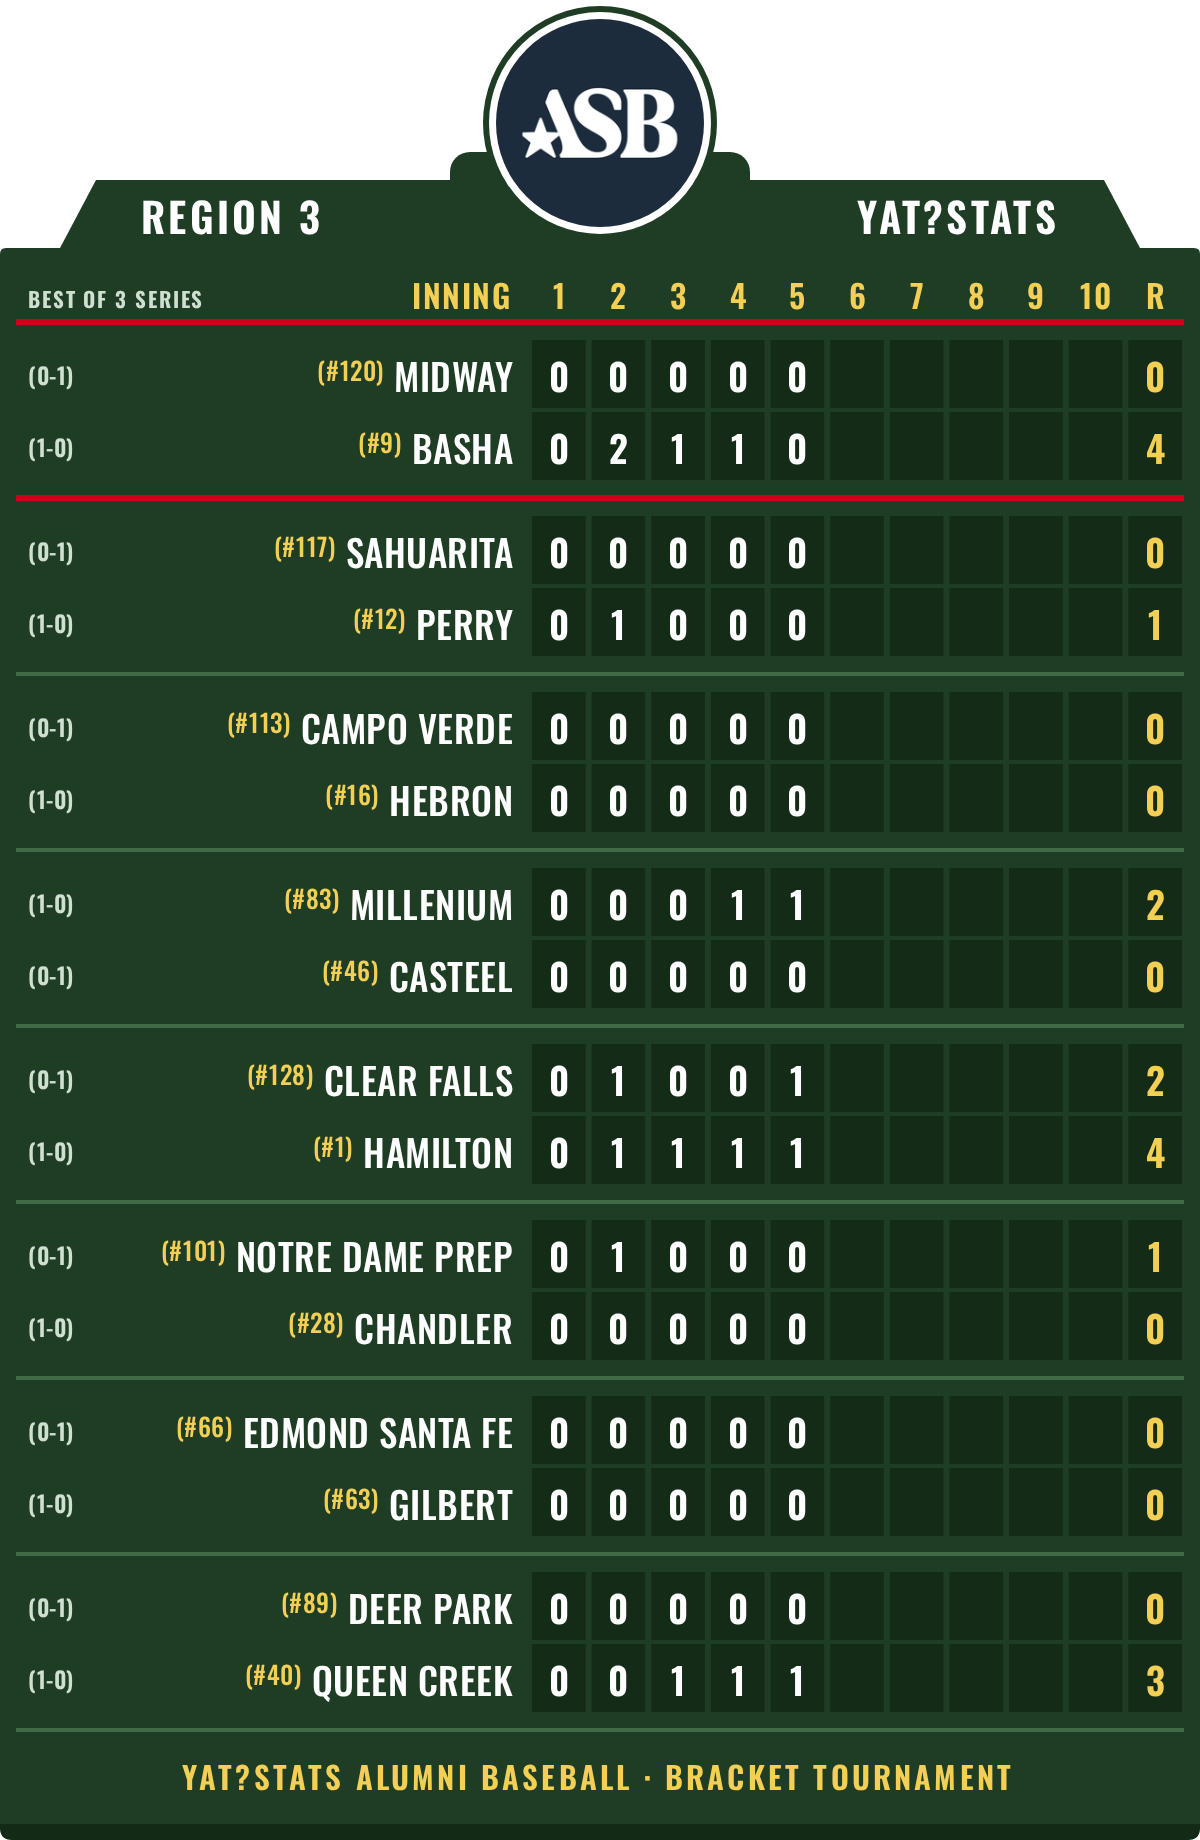 ASB
REGION 3 YAT?STATS
BEST OF 3 SERIES INNING 1 2 3 4 5 6 7 8 9 10 R
(0-1) (#120) MIDWAY 0 0 0 0 0 0
(1-0) (#9) BASHA 0 2 1 1 0 4
(0-1) (#117) SAHUARITA 0 0 0 0 0 0
(1-0) (#12) PERRY 0 1 0 0 0 1
(0-1) (#113) CAMPO VERDE 0 0 0 0 0 0
(1-0) (#16) HEBRON 0 0 0 0 0 0
(1-0) (#83) MILLENIUM 0 0 0 1 1 2
(0-1) (#46) CASTEEL 0 0 0 0 0 0
(0-1) (#128) CLEAR FALLS 0 1 0 0 1 2
(1-0) (#1) HAMILTON 0 1 1 1 1 4
(0-1) (#101) NOTRE DAME PREP 0 1 0 0 0 1
(1-0) (#28) CHANDLER 0 0 0 0 0 0
(0-1) (#66) EDMOND SANTA FE 0 0 0 0 0 0
(1-0) (#63) GILBERT 0 0 0 0 0 0
(0-1) (#89) DEER PARK 0 0 0 0 0 0
(1-0) (#40) QUEEN CREEK 0 0 1 1 1 3
YAT?STATS ALUMNI BASEBALL · BRACKET TOURNAMENT